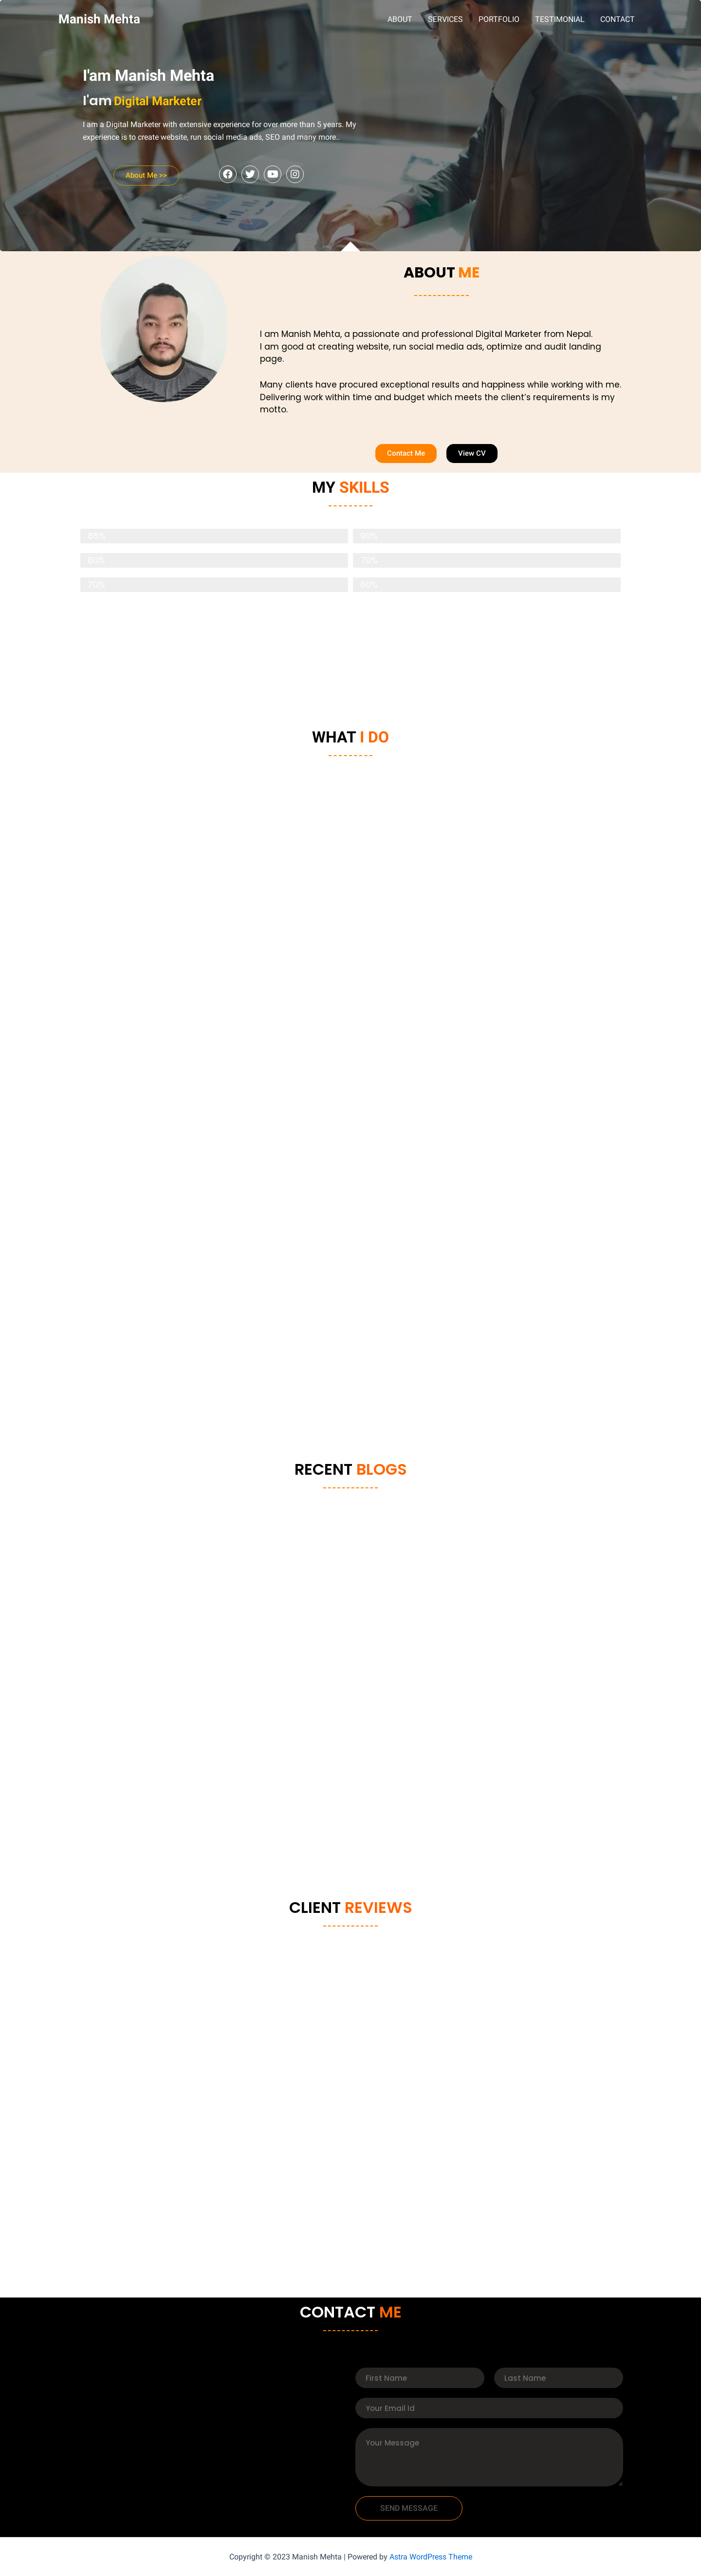 Manish Mehta
ABOUT SERVICES PORTFOLIO TESTIMONIAL CONTACT
I'am Manish Mehta
I'am Digital Marketer
I am a Digital Marketer with extensive experience for over more than 5 years. My
experience is to create website, run social media ads, SEO and many more..
About Me >>
ABOUT ME
I am Manish Mehta, a passionate and professional Digital Marketer from Nepal.
I am good at creating website, run social media ads, optimize and audit landing
page.
Many clients have procured exceptional results and happiness while working with me.
Delivering work within time and budget which meets the client’s requirements is my
motto.
Contact Me View CV
MY SKILLS
90%
70%
70%
WHAT I DO
RECENT BLOGS
CLIENT REVIEWS
CONTACT ME
First Name Last Name
Your Email Id
Your Message
SEND MESSAGE
Copyright © 2023 Manish Mehta | Powered by Astra WordPress Theme